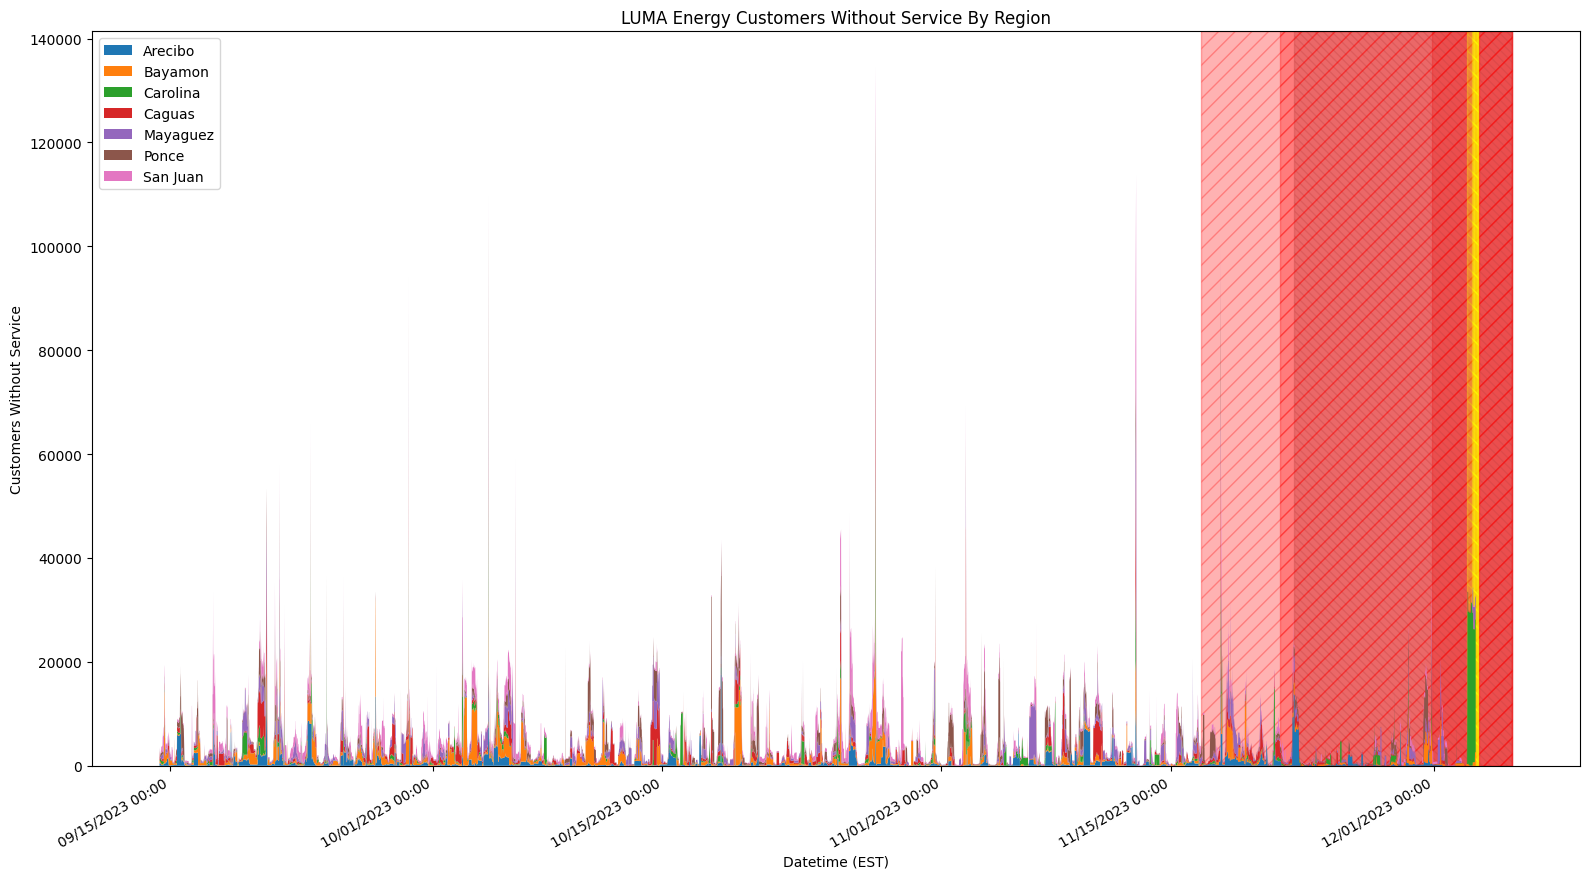 LUMA Energy Customers Without Service By Region
140000
120000
100000
80000
60000
40000
20000
0
Customers Without Service
Arecibo
Bayamon
Carolina
Caguas
Mayaguez
Ponce
San Juan
09/15/2023 00:00
10/01/2023 00:00
10/15/2023 00:00
11/01/2023 00:00
11/15/2023 00:00
12/01/2023 00:00
Datetime (EST)